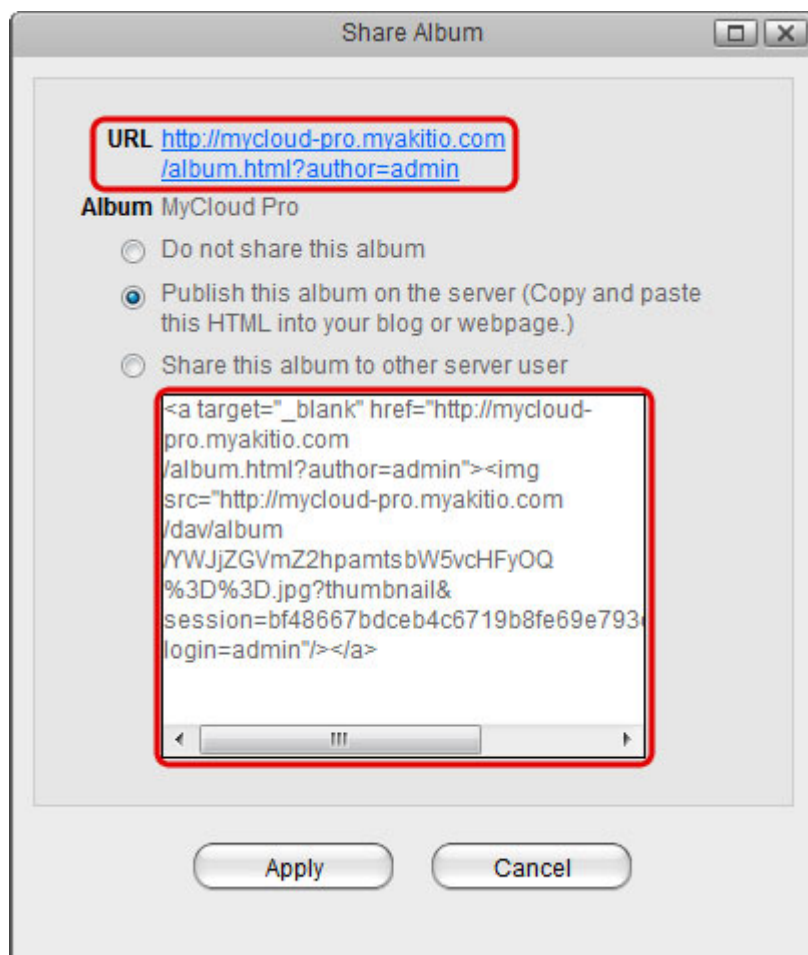 Share Album
URL http://mycloud-pro.myakitio.com
/album.html?author=admin
Album MyCloud Pro
Do not share this album
Publish this album on the server (Copy and paste
this HTML into your blog or webpage.)
Share this album to other server user
<a target="_blank" href="http://mycloud-
pro.myakitio.com
/album.html?author=admin"><img
src="http://mycloud-pro.myakitio.com
/dav/album
/YWJjZGVmZ2hpamtsbW5vcHFyOQ
%3D%3D.jpg?thumbnail&
session=bf48667bdceb4c6719b8fe69e793
login=admin"/></a>
Apply
Cancel